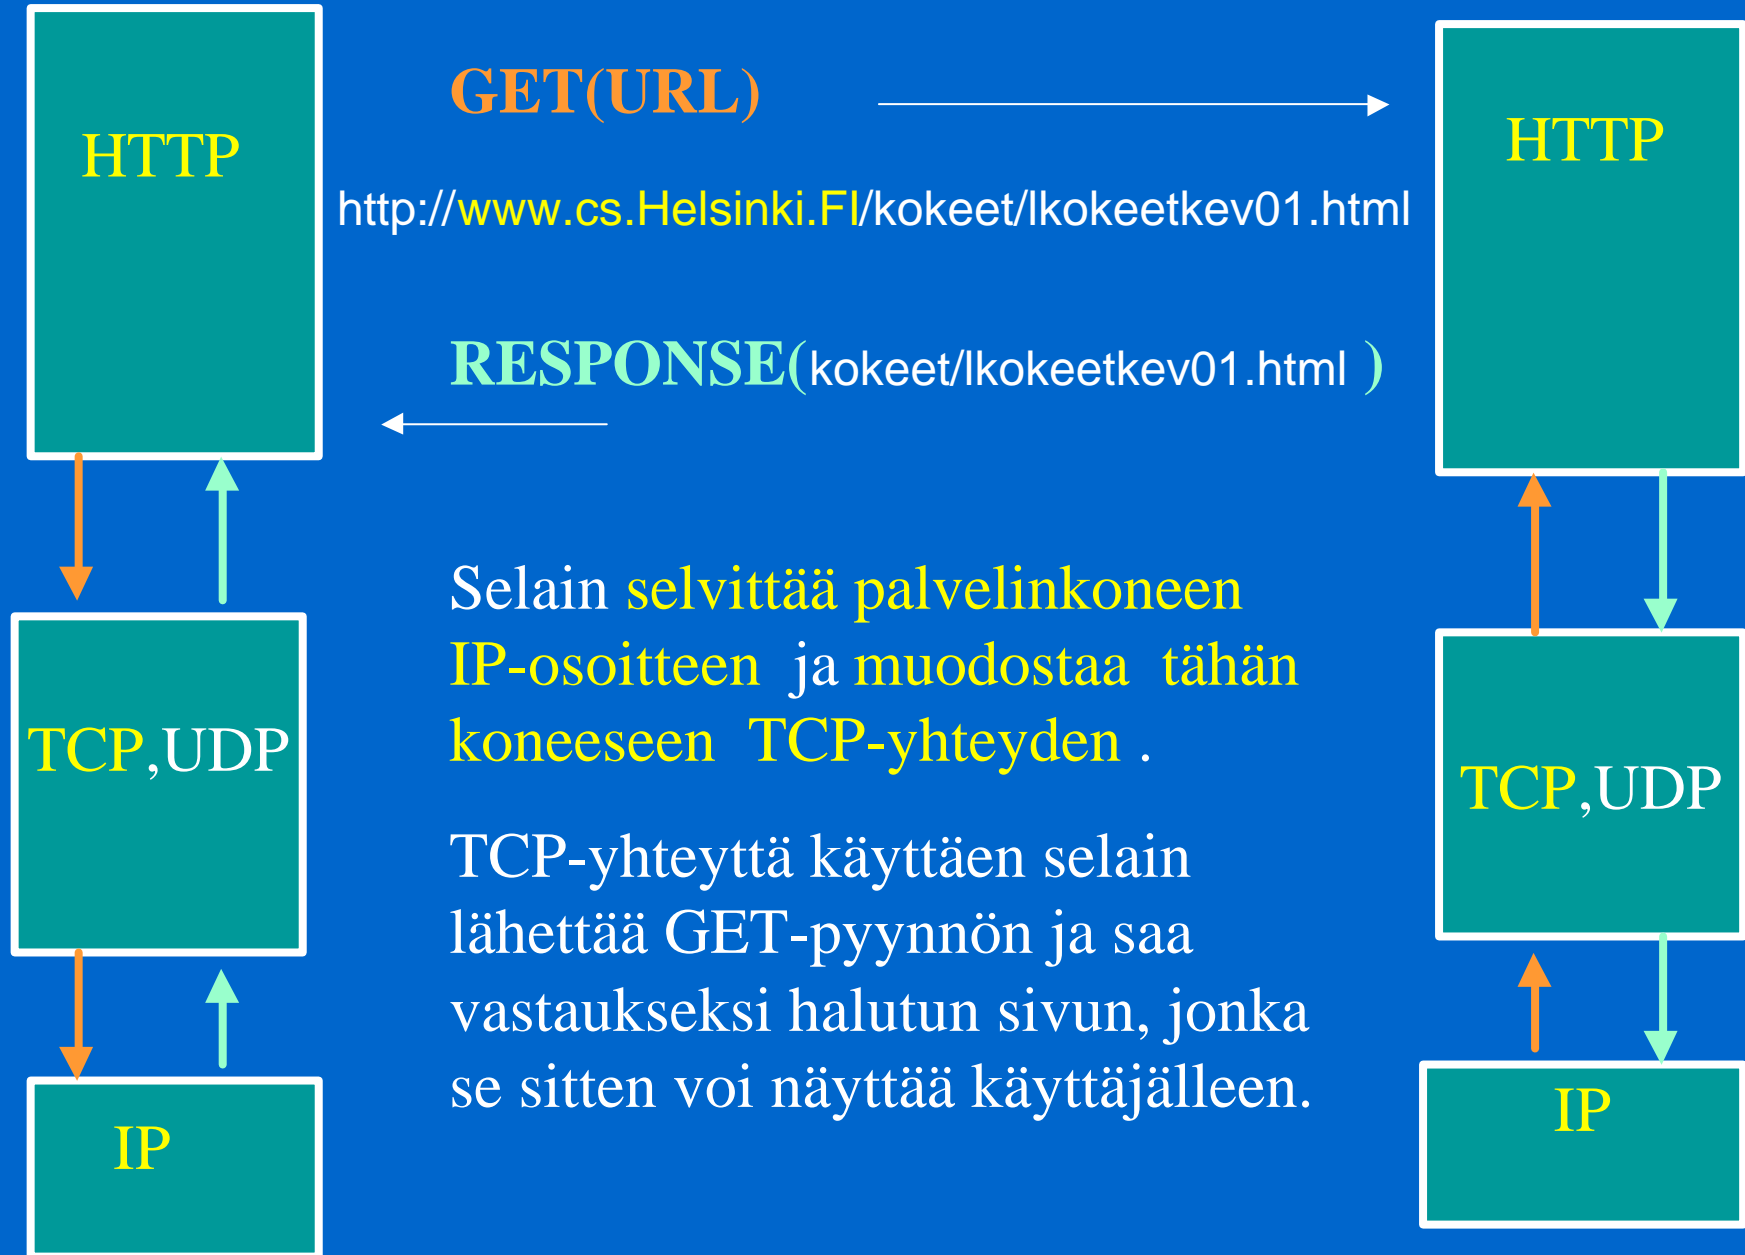 HTTP
GET(URL)
HTTP
http://www.cs.Helsinki.FI/kokeet/lkokeetkev01.html
RESPONSE(kokeet/lkokeetkev01.html )
Selain selvittää palvelinkoneen
IP-osoitteen ja muodostaa tähän
koneeseen TCP-yhteyden .
TCP,UDP
TCP,UDP
TCP-yhteyttä käyttäen selain
lähettää GET-pyynnön ja saa
vastaukseksi halutun sivun, jonka
se sitten voi näyttää käyttäjälleen.
IP
IP